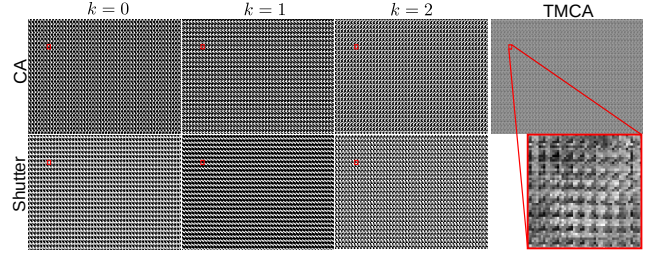 k = 0 k = 1 k = 2 TMCA
CA
Shutter